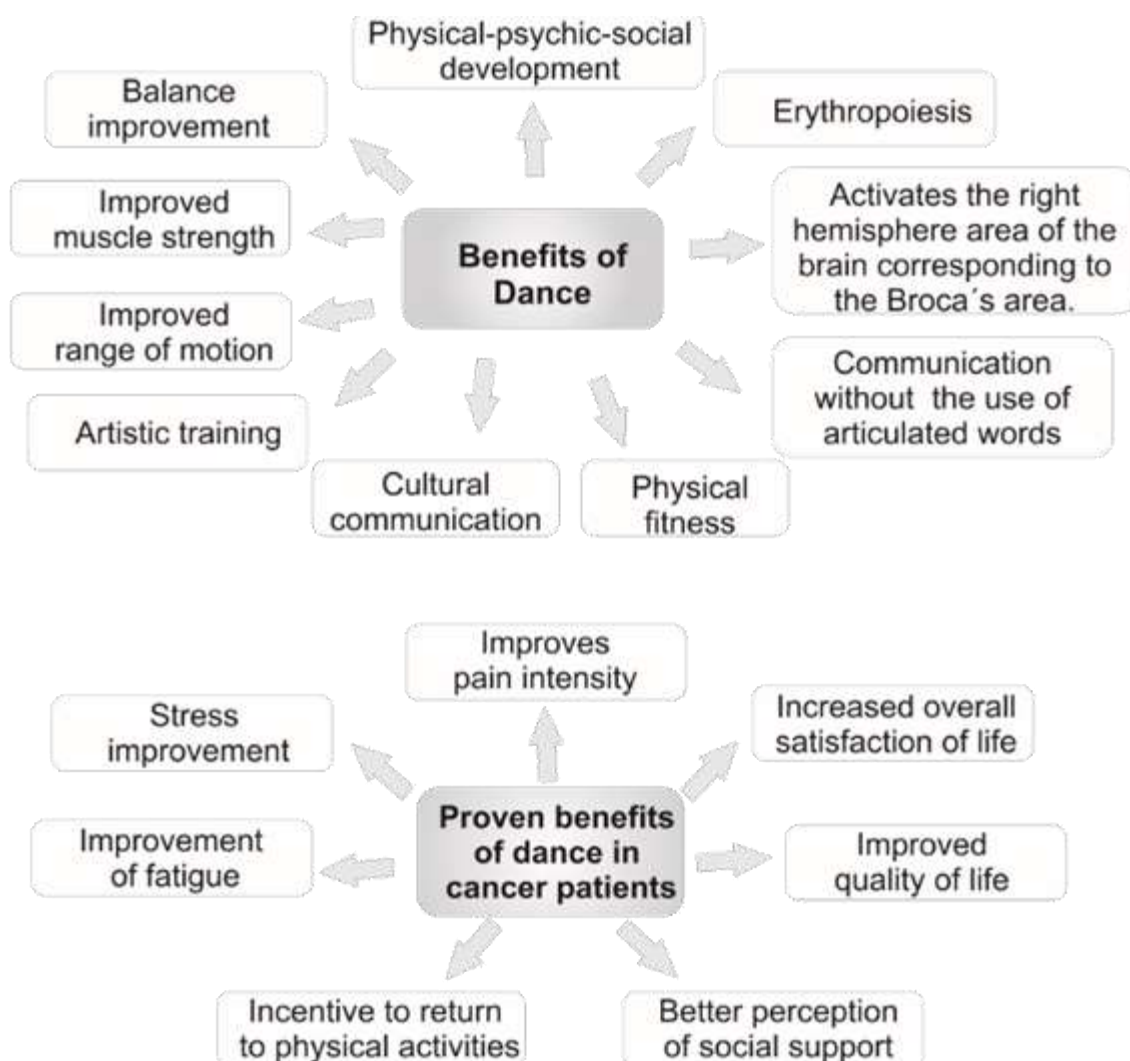 Physical-psychic-social
development
Balance
improvement
Erythropoiesis
Improved
muscle strength
Benefits of
Dance
Activates the right
hemisphere area of the
brain corresponding to
the Broca´s area.
Improved
range of motion
Communication
without the use of
articulated words
Artistic training
Cultural
communication
Physical
fitness
Improves
pain intensity
Stress
improvement
Increased overall
satisfaction of life
Proven benefits
of dance in
cancer patients
Improvement
of fatigue
Improved
quality of life
Incentive to return
to physical activities
Better perception
of social support